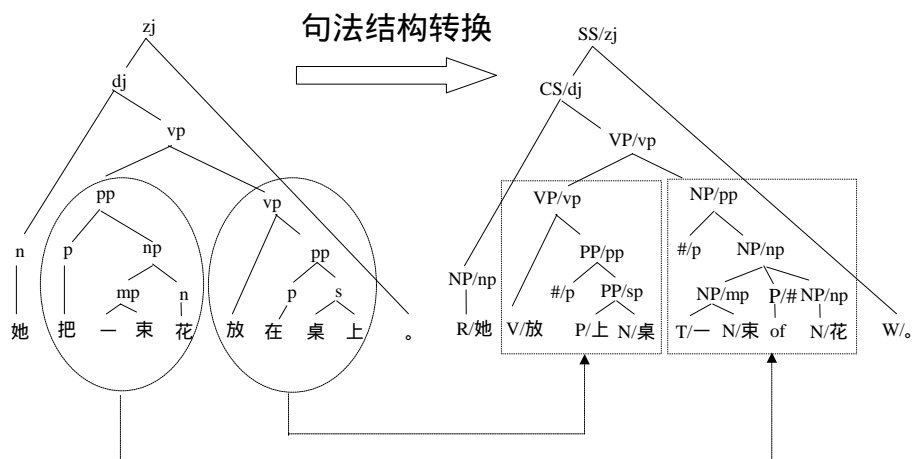 句法结构转换
zj SS/zj
dj CS/dj
vp VP/vp
pp vp VP/vp NP/pp
n p np pp PP/pp #/p NP/np
mp n p s NP/np #/p PP/sp NP/mp P/# NP/np
她 把 一 束 花 放 在 桌 上 。 R/她 V/放 P/上 N/桌 T/一 N/束 of N/花 W/。